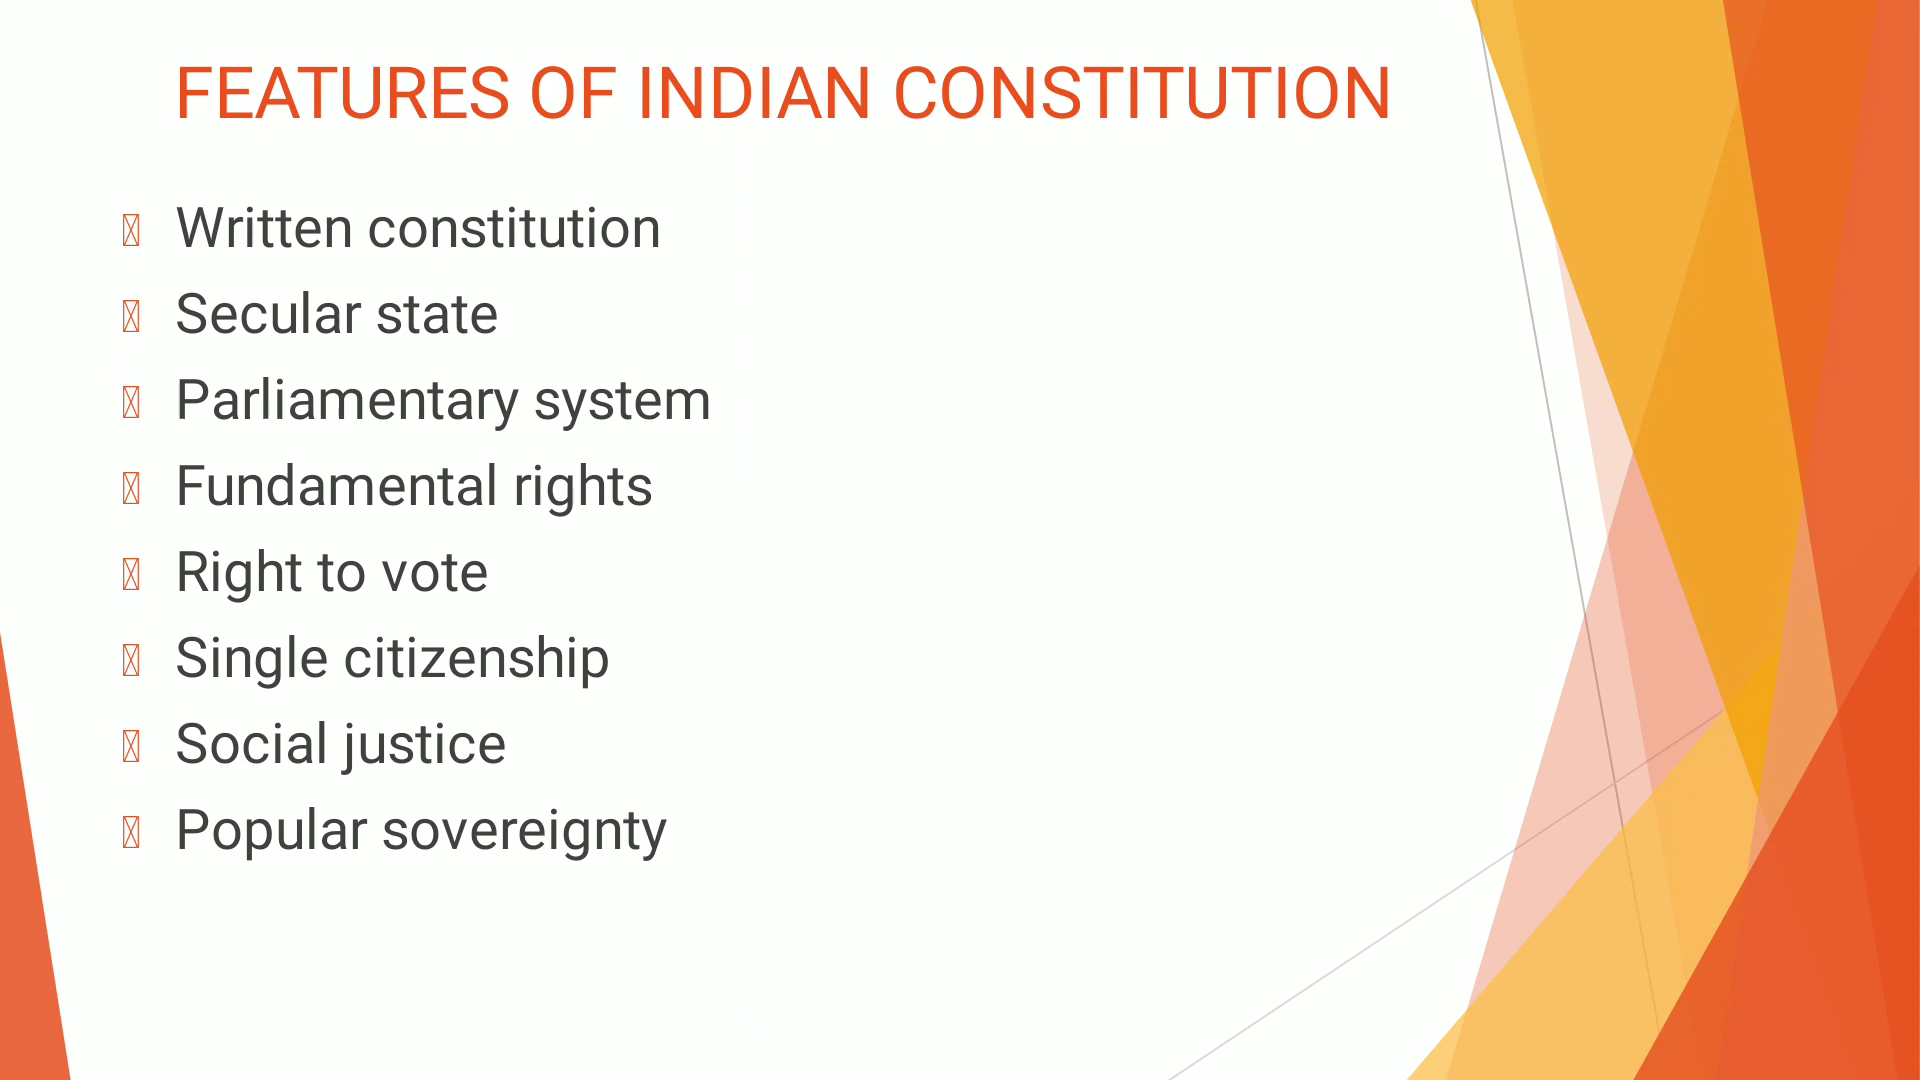 FEATURES OF INDIAN CONSTITUTION
Written constitution
Secular state
Parliamentary system
Fundamental rights
Right to vote
Single citizenship
Social justice
Popular sovereignty